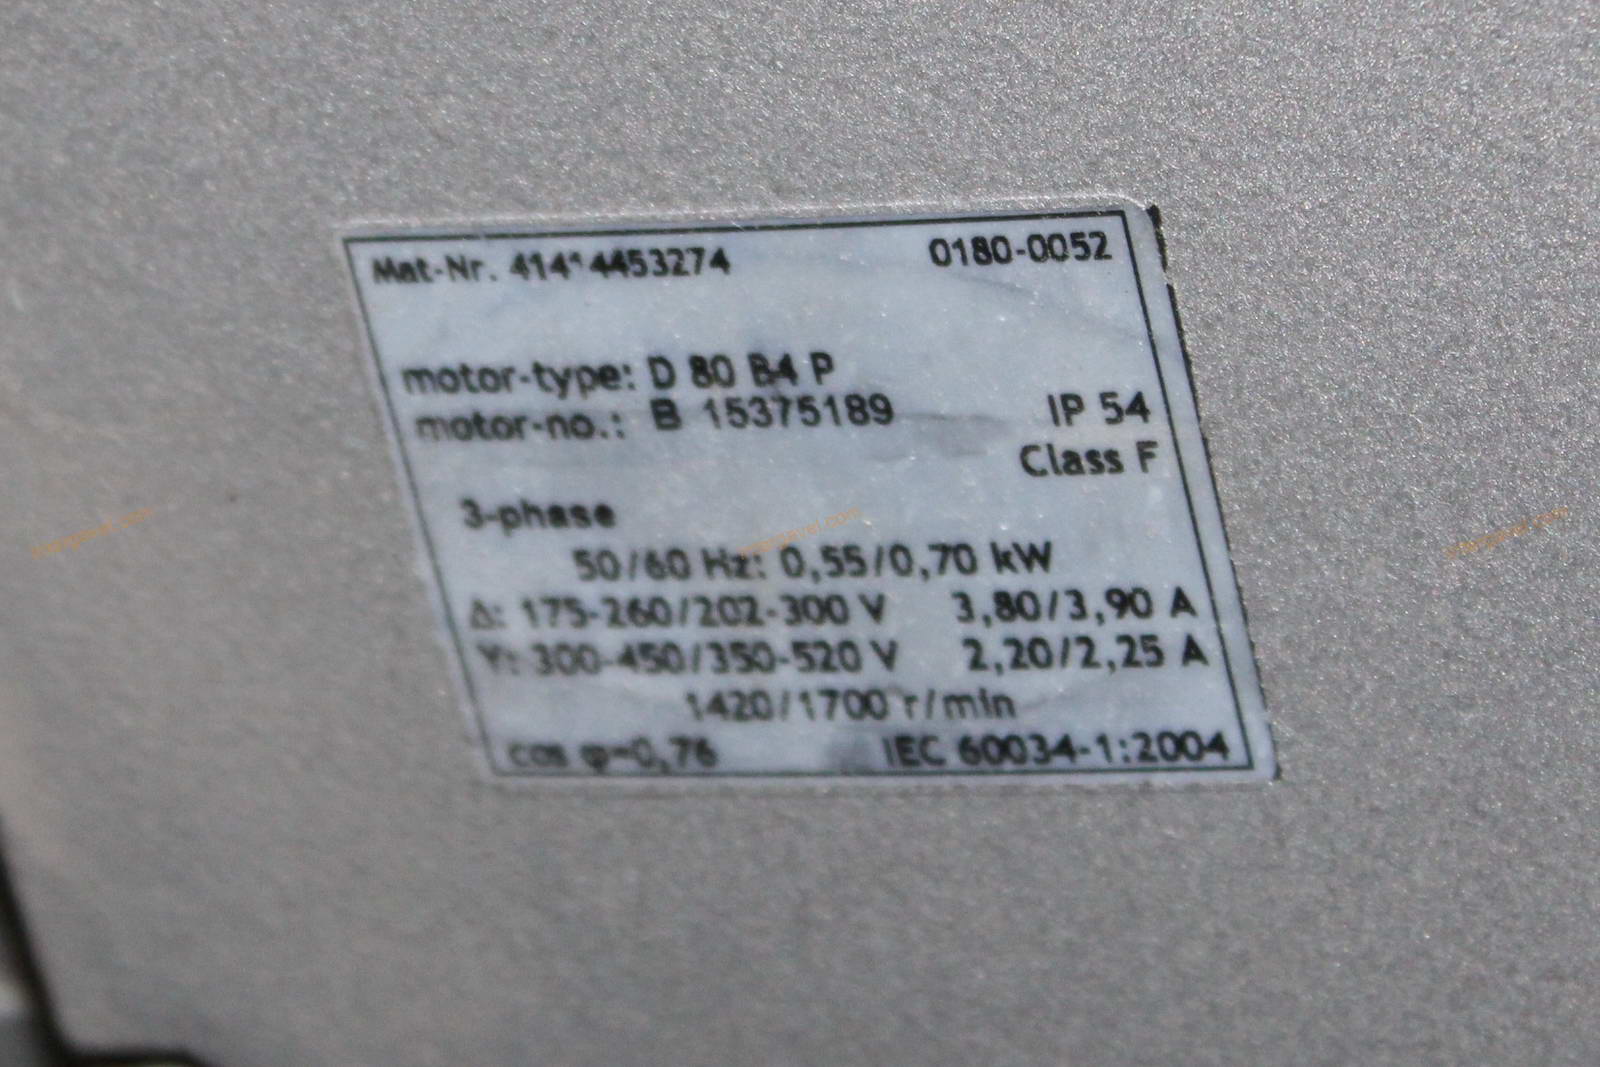 Mat-Nr. 0180-0052
motor-type: D 80 B4 P
motor-no.: B 15375189 IP 54
Class F
3-phase
50/60 Hz: 0,55/0,70 kW
Δ: 175-260/202-300 V 3,80/3,90 A
Y: 300-450/350-520 V 2,20/2,25 A
1420/1700 r/min
cos φ=0,76 IEC 60034-1:2004